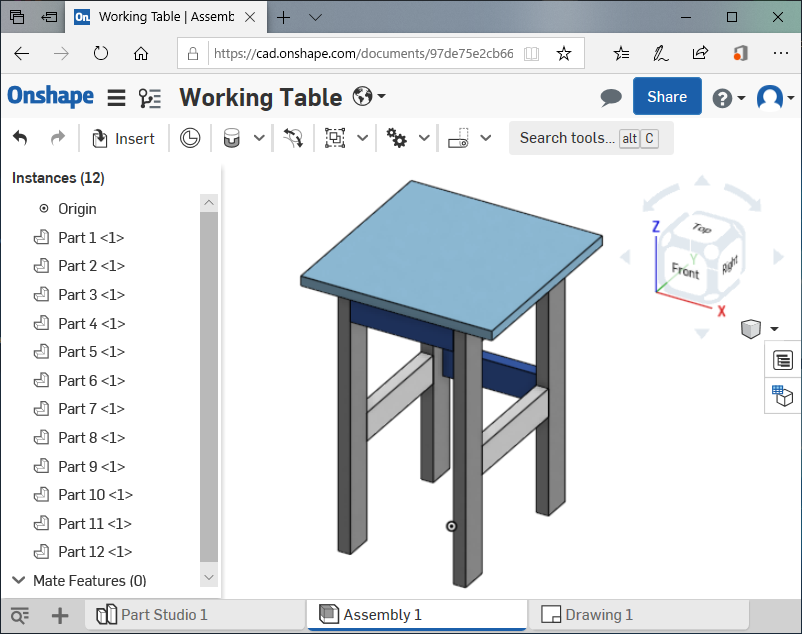 Working Table | Assemb
https://cad.onshape.com/documents/97de75e2cb66
Onshape
Working Table
Share
Insert
Search tools... alt C
Instances (12)
Origin
Part 1 <1>
Part 2 <1>
Part 3 <1>
Part 4 <1>
Part 5 <1>
Part 6 <1>
Part 7 <1>
Part 8 <1>
Part 9 <1>
Part 10 <1>
Part 11 <1>
Part 12 <1>
Mate Features (0)
Top
Z
Y
Front
Right
X
Part Studio 1
Assembly 1
Drawing 1